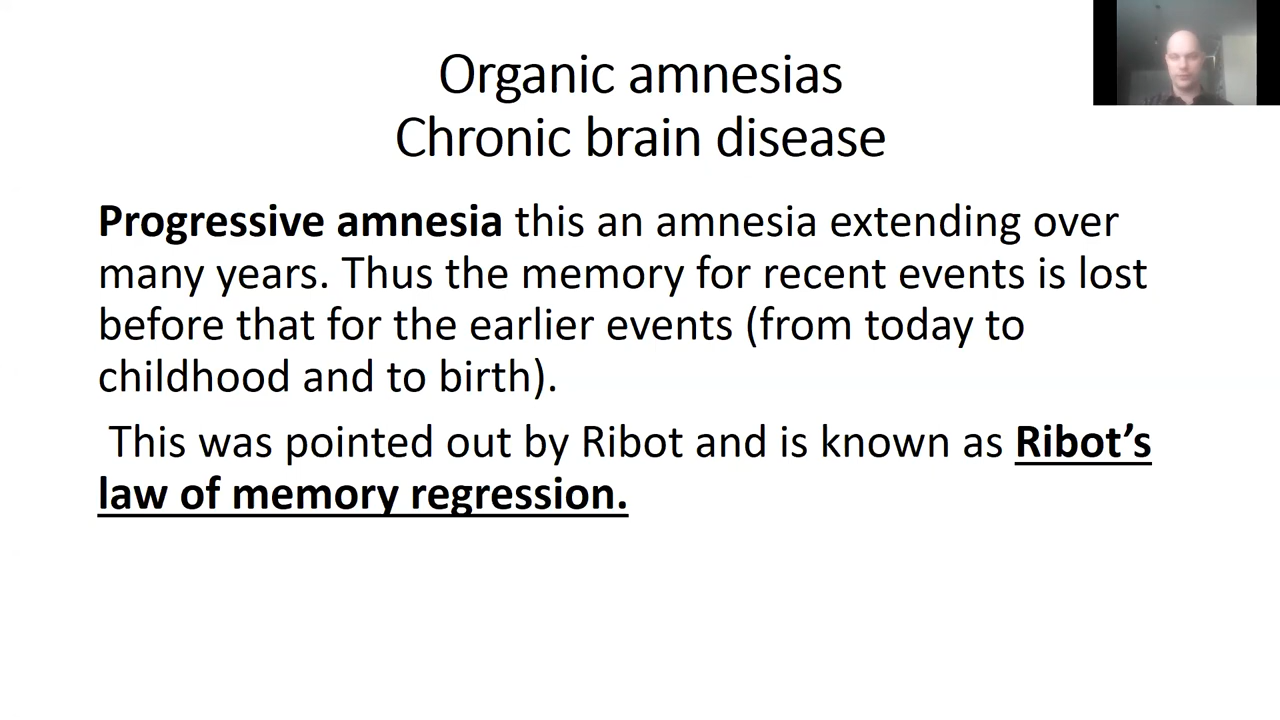 Organic amnesias
Chronic brain disease
Progressive amnesia this an amnesia extending over
many years. Thus the memory for recent events is lost
before that for the earlier events (from today to
childhood and to birth).
This was pointed out by Ribot and is known as Ribot’s
law of memory regression.